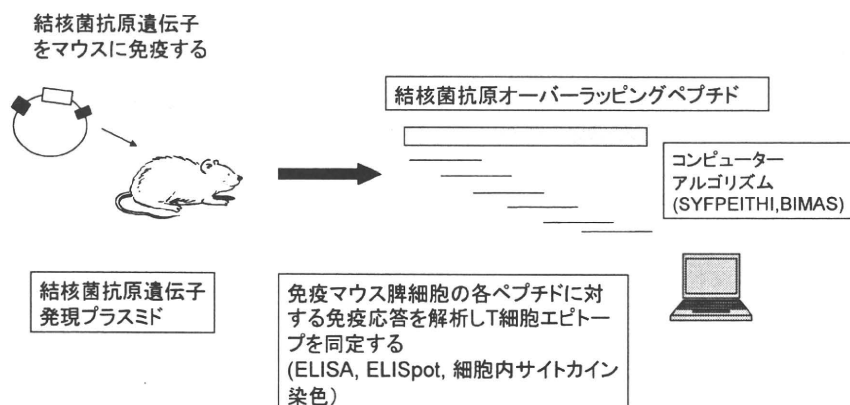 結核菌抗原遺伝子
をマウスに免疫する
結核菌抗原オーバーラッピングペプチド
コンピューター
アルゴリズム
(SYFPEITHI,BIMAS)
結核菌抗原遺伝子
発現プラスミド
免疫マウス脾細胞の各ペプチドに対
する免疫応答を解析しT細胞エピトー
プを同定する
(ELISA, ELISpot, 細胞内サイトカイン
染色)